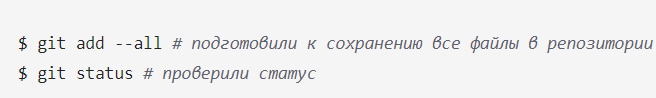 $ git add --all # подготовили к сохранению все файлы в репозитории
$ git status # проверили статус